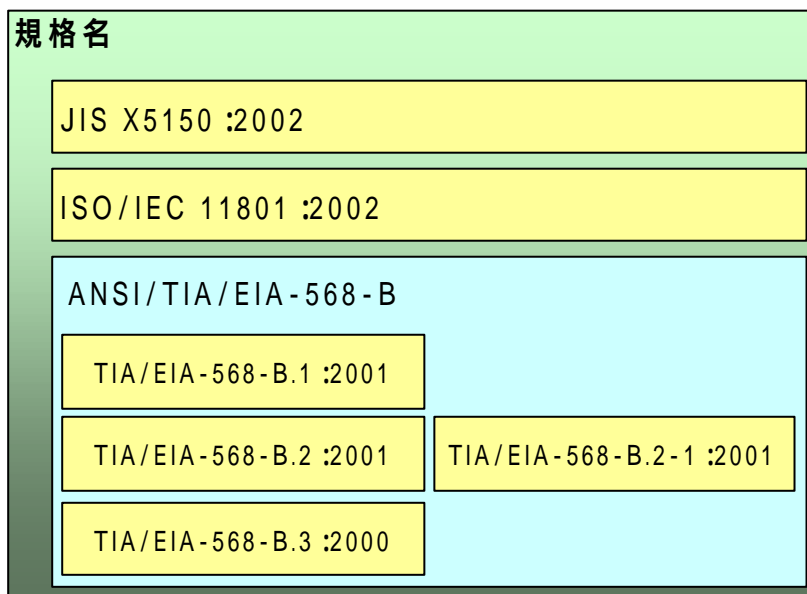 規格名
JIS X5150 :2002
ISO/IEC 11801 :2002
ANSI/TIA/EIA-568-B
TIA/EIA-568-B.1 :2001
TIA/EIA-568-B.2 :2001
TIA/EIA-568-B.2-1 :2001
TIA/EIA-568-B.3 :2000